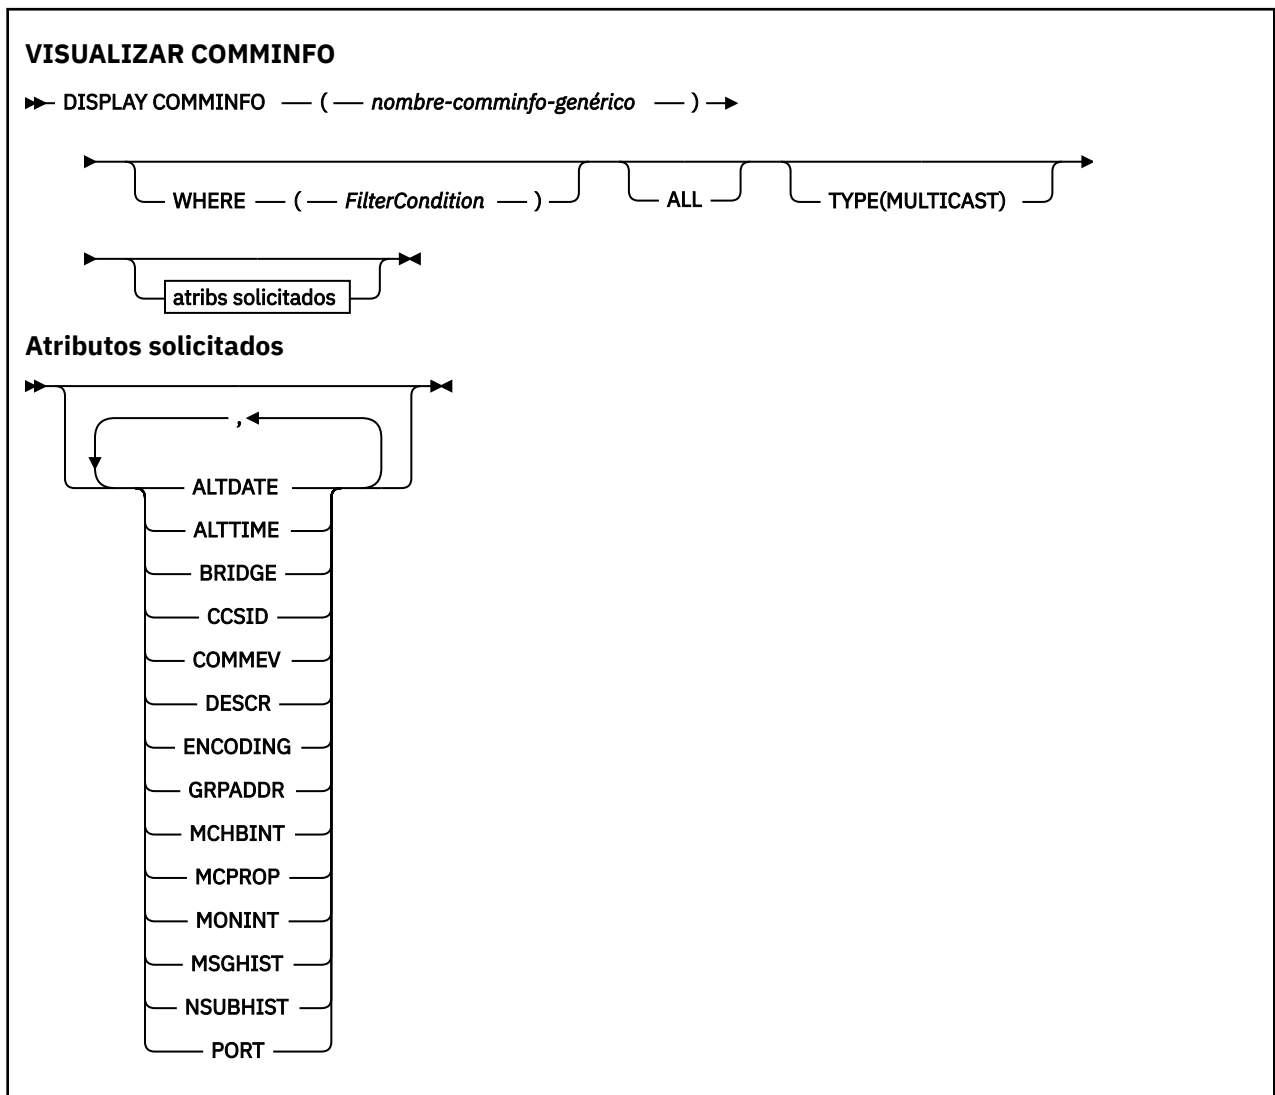 VISUALIZAR COMMINFO
DISPLAY COMMINFO ( nombre-comminfo-genérico )
WHERE ( FilterCondition ) ALL TYPE(MULTICAST)
atribs solicitados
Atributos solicitados
,
ALTDATE
ALTTIME
BRIDGE
CCSID
COMMEV
DESCR
ENCODING
GRPADDR
MCHBINT
MCPROP
MONINT
MSGHIST
NSUBHIST
PORT